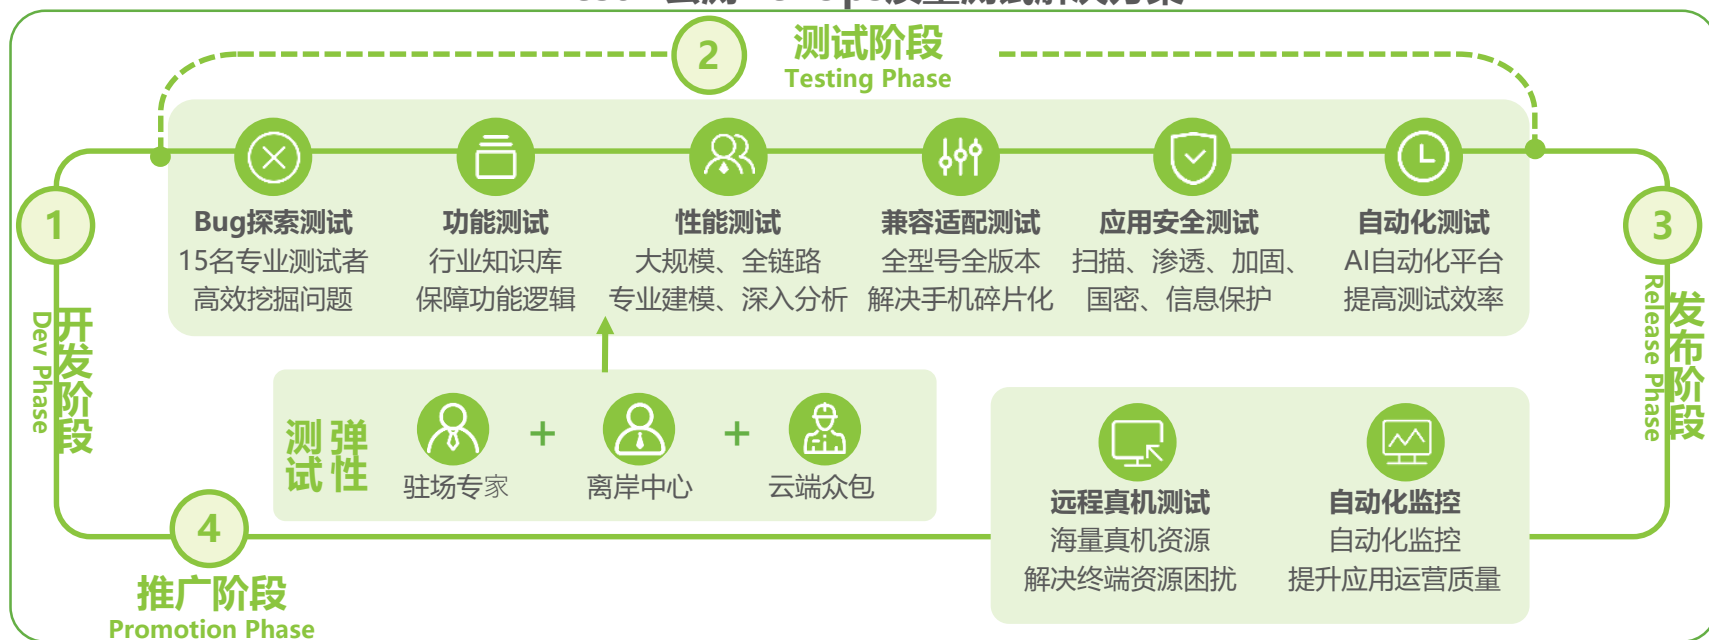 2
测试阶段
Testing Phase
1
开发阶段
Dev Phase
Bug探索测试
15名专业测试者
高效挖掘问题
功能测试
行业知识库
保障功能逻辑
性能测试
大规模、全链路
专业建模、深入分析
兼容适配测试
全型号全版本
解决手机碎片化
应用安全测试
扫描、渗透、加固、
国密、信息保护
自动化测试
AI自动化平台
提高测试效率
3
发布阶段
Release Phase
弹性
测试
驻场专家
+
离岸中心
+
云端众包
远程真机测试
海量真机资源
解决终端资源困扰
自动化监控
自动化监控
提升应用运营质量
4
推广阶段
Promotion Phase